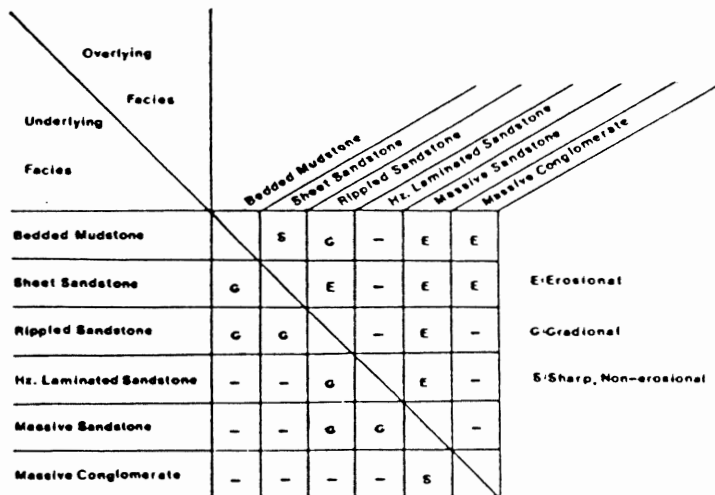 Overlying
Facies
Underlying
Facies
Bedded Mudstone
Sheet Sandstone
Rippled Sandstone
Hz. Laminated Sandstone
Massive Sandstone
Massive Conglomerate
Bedded Mudstone S G – E E
Sheet Sandstone G E – E E E:Erosional
Rippled Sandstone G G – E – G:Gradional
Hz. Laminated Sandstone – – G E – S:Sharp, Non-erosional
Massive Sandstone – – G G –
Massive Conglomerate – – – – S